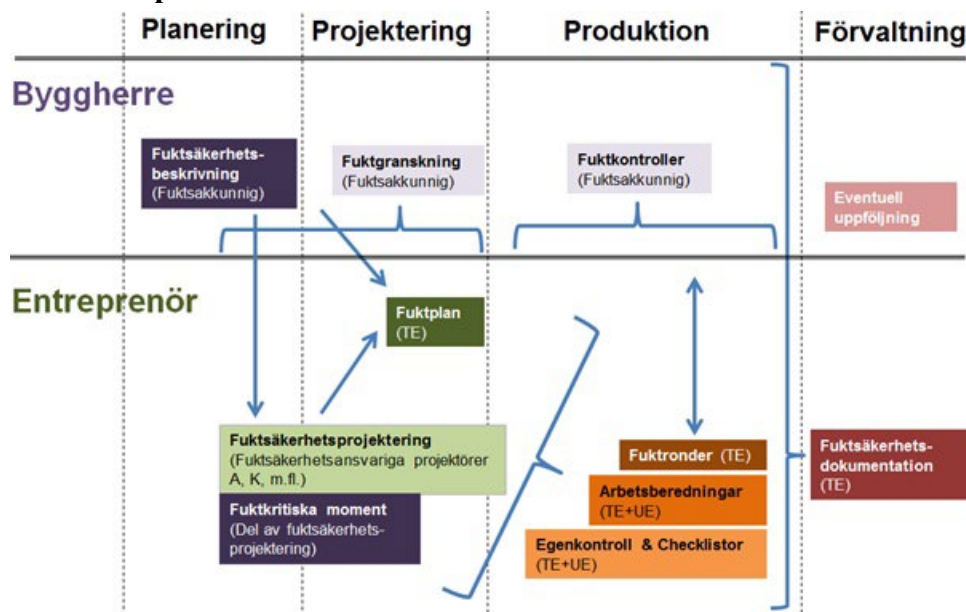 Planering
Projektering
Produktion
Förvaltning
Byggherre
Fuktsäkerhets-
beskrivning
(Fuktsakkunnig)
Fuktgranskning
(Fuktsakkunnig)
Fuktkontroller
(Fuktsakkunnig)
Eventuell
uppföljning
Entreprenör
Fuktplan
(TE)
Fuktsäkerhetsprojektering
(Fuktsäkerhetsansvariga projektörer
A, K, m.fl.)
Fuktkritiska moment
(Del av fuktsäkerhets-
projektering)
Fuktronder (TE)
Arbetsberedningar
(TE+UE)
Egenkontroll & Checklistor
(TE+UE)
Fuktsäkerhets-
dokumentation
(TE)